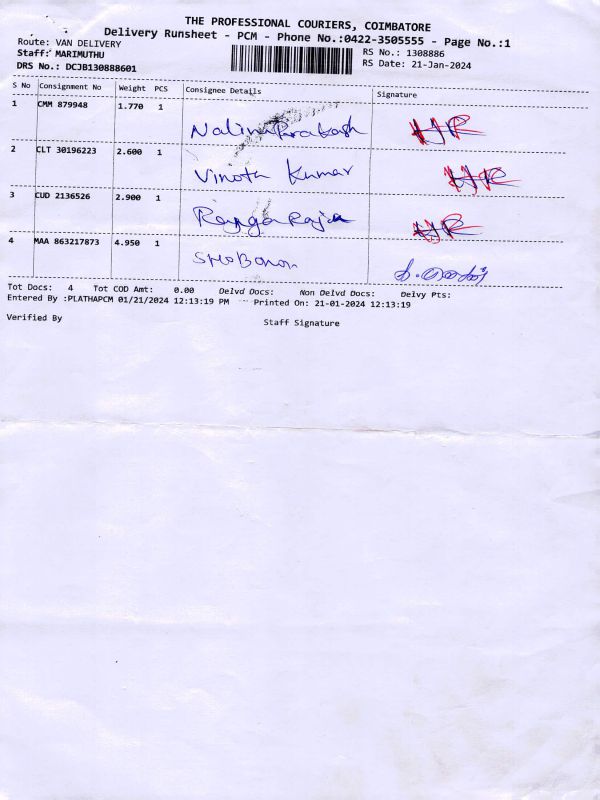 THE PROFESSIONAL COURIERS, COIMBATORE
Delivery Runsheet - PCM - Phone No.:0422-3505555 - Page No.:1
Route: VAN DELIVERY
RS No.: 1308886
Staff: MARIMUTHU
RS Date: 21-Jan-2024
DRS No.: DCJB130888601
S No Consignment No Weight PCS Consignee Details Signature
1 CMM 879948 1.770 1
Nalin Prakash
2 CLT 30196223 2.600 1
Vinoth Kumar
3 CUD 2136526 2.900 1
Ranga Raja
4 MAA 863217873 4.950 1
Tot Docs: 4 Tot COD Amt: 0.00 Delvd Docs: Non Delvd Docs: Delvy Pts:
Entered By :PLATHAPCM 01/21/2024 12:13:19 PM Printed On: 21-01-2024 12:13:19
Verified By Staff Signature